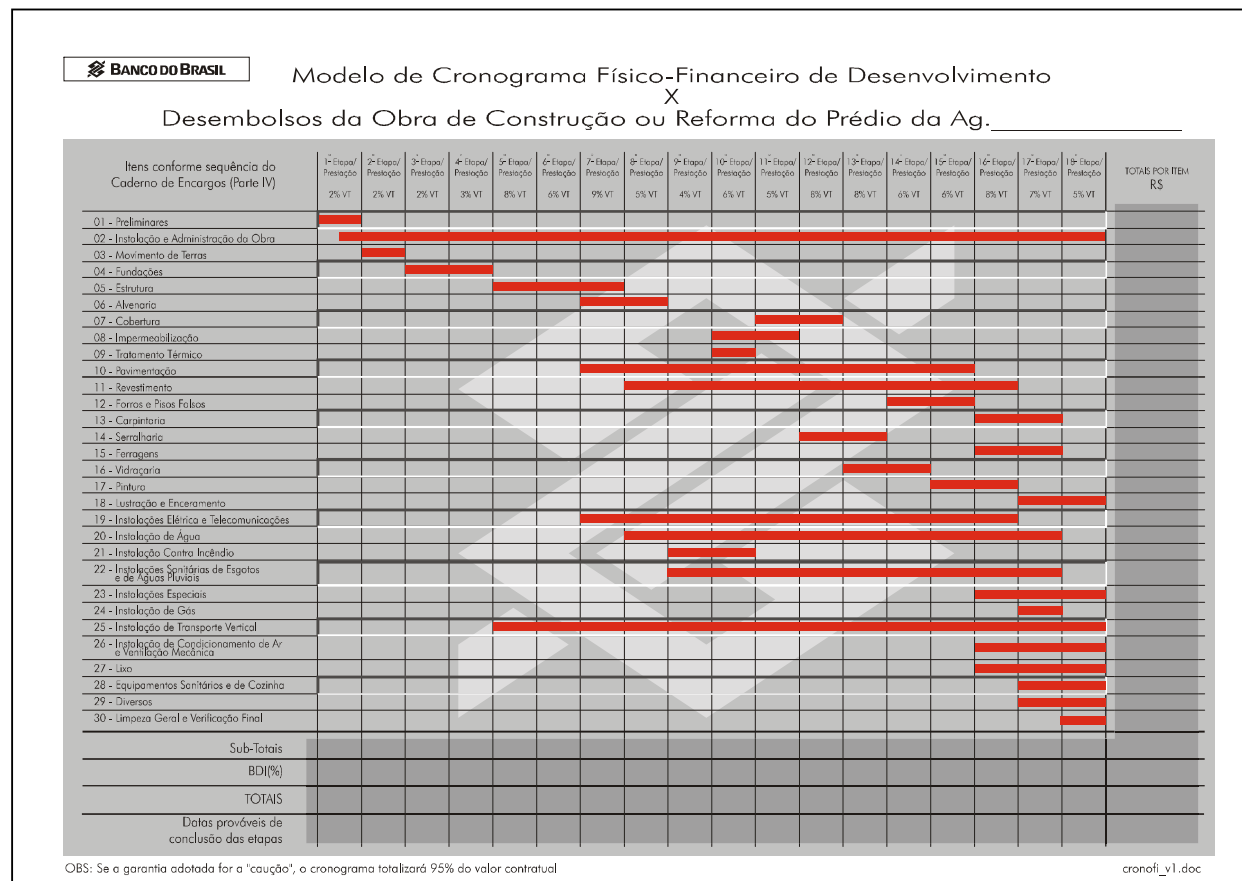 BANCO DO BRASIL
Modelo de Cronograma Físico-Financeiro de Desenvolvimento
X
Desembolsos da Obra de Construção ou Reforma do Prédio da Ag.
Itens conforme sequência do
Caderno de Encargos (Parte IV)
1ª Etapa/ 2ª Etapa/ 3ª Etapa/ 4ª Etapa/ 5ª Etapa/ 6ª Etapa/ 7ª Etapa/ 8ª Etapa/ 9ª Etapa/ 10ª Etapa/ 11ª Etapa/ 12ª Etapa/ 13ª Etapa/ 14ª Etapa/ 15ª Etapa/ 16ª Etapa/ 17ª Etapa/ 18ª Etapa/
Prestação Prestação Prestação Prestação Prestação Prestação Prestação Prestação Prestação Prestação Prestação Prestação Prestação Prestação Prestação Prestação Prestação Prestação
2% VT 2% VT 2% VT 3% VT 8% VT 6% VT 9% VT 5% VT 4% VT 6% VT 5% VT 8% VT 8% VT 6% VT 6% VT 8% VT 7% VT 5% VT
TOTAIS POR ITEM
R$
01 - Preliminares
02 - Instalação e Administração da Obra
03 - Movimento de Terras
04 - Fundações
05 - Estrutura
06 - Alvenaria
07 - Cobertura
08 - Impermeabilização
09 - Tratamento Térmico
10 - Pavimentação
11 - Revestimento
12 - Forros e Pisos Falsos
13 - Carpintaria
14 - Serralharia
15 - Ferragens
16 - Vidraçaria
17 - Pintura
18 - Lustração e Enceramento
19 - Instalações Elétrica e Telecomunicações
20 - Instalação de Água
21 - Instalação Contra Incêndio
22 - Instalações Sanitárias de Esgotos
e de Águas Pluviais
23 - Instalações Especiais
24 - Instalação de Gás
25 - Instalação de Transporte Vertical
26 - Instalação de Condicionamento de Ar
e Ventilação Mecânica
27 - Lixo
28 - Equipamentos Sanitários e de Cozinha
29 - Diversos
30 - Limpeza Geral e Verificação Final
Sub-Totais
BDI(%)
TOTAIS
Datas prováveis de
conclusão das etapas
OBS: Se a garantia adotada for a "caução", o cronograma totalizará 95% do valor contratual
cronofi_v1.doc